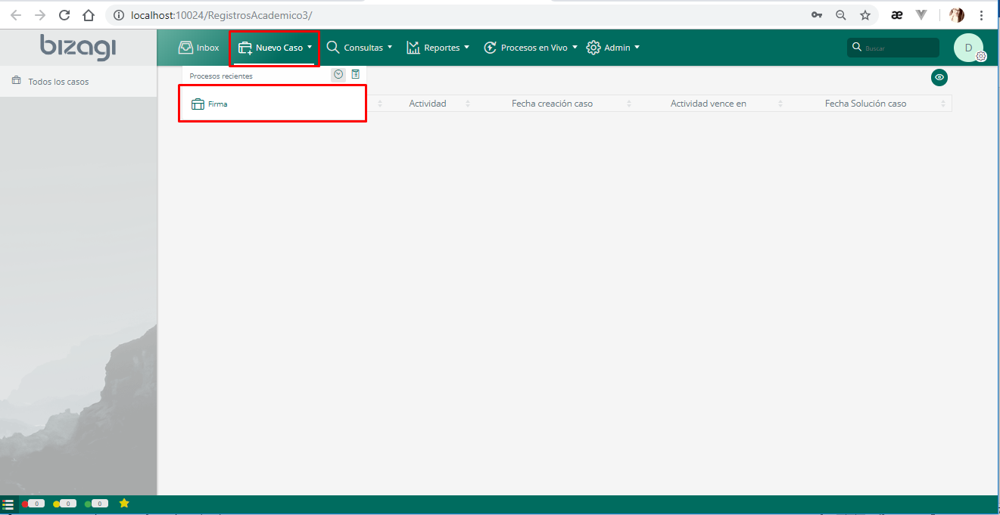 localhost:10024/RegistrosAcademico3/
bizagi
Inbox
Nuevo Caso
Consultas
Reportes
Procesos en Vivo
Admin
Buscar
D
Todos los casos
Procesos recientes
Firma
Actividad
Fecha creación caso
Actividad vence en
Fecha Solución caso
0
0
0